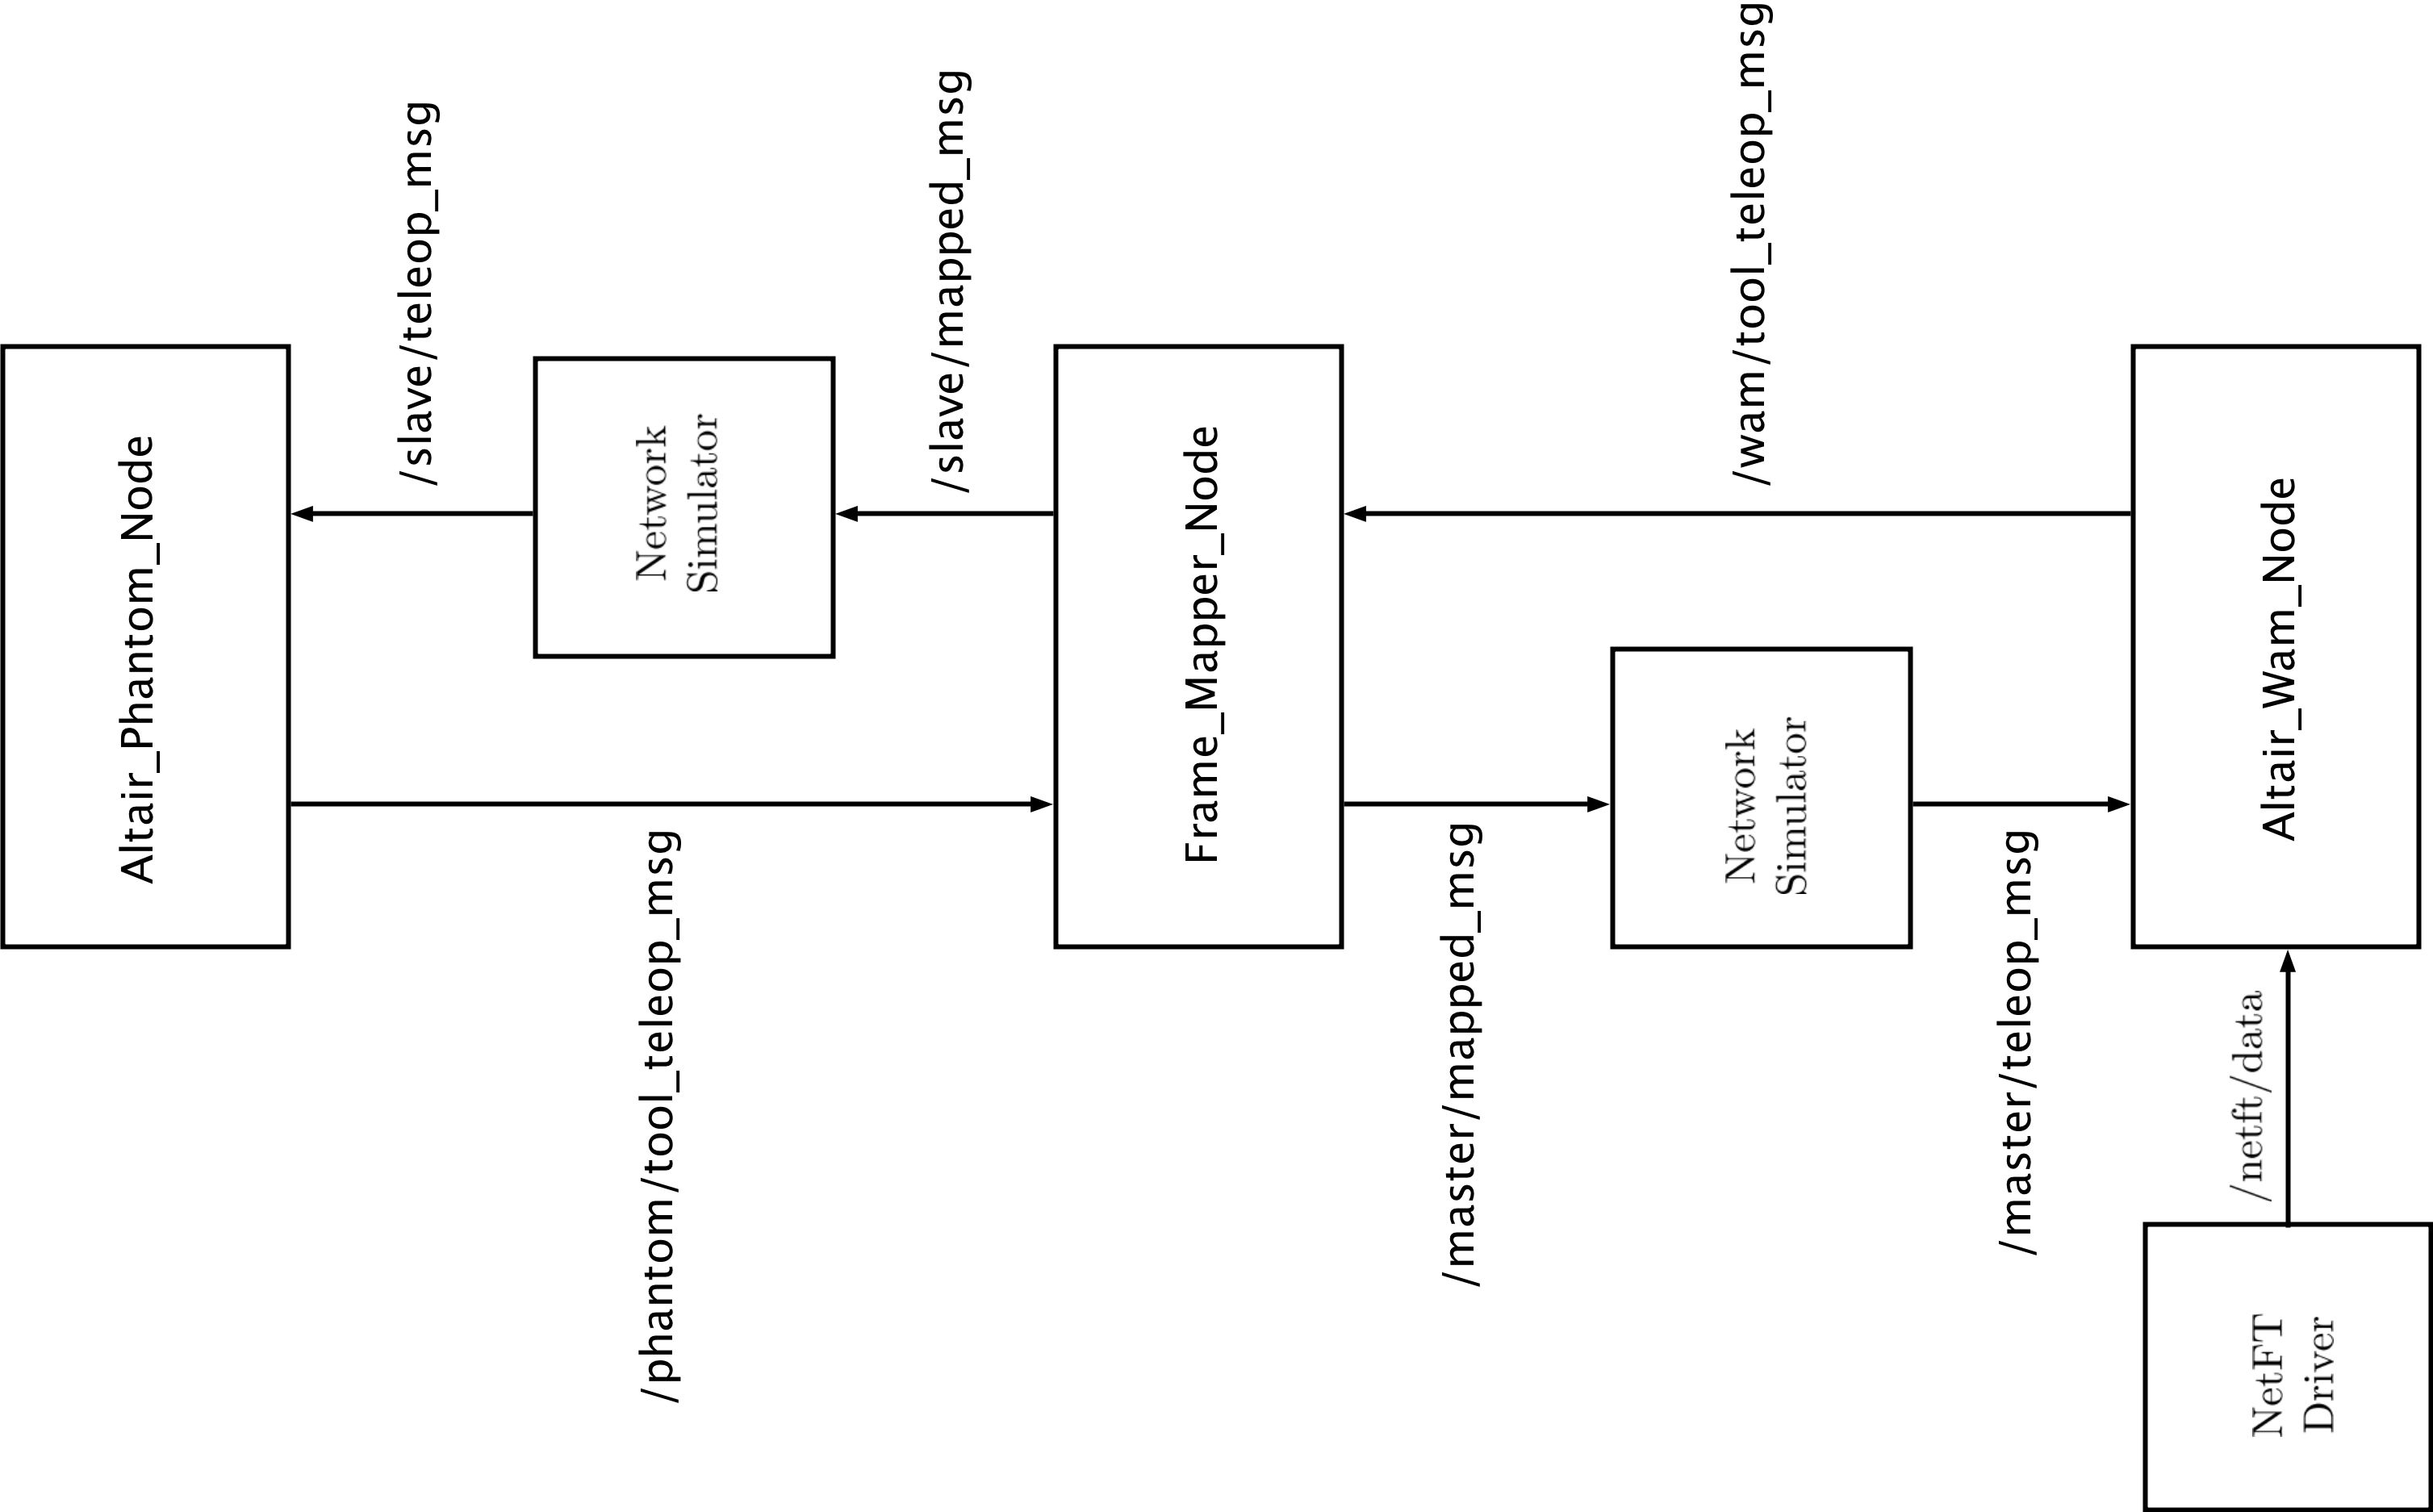 Altair_Phantom_Node
/slave/teleop_msg
Network
Simulator
/phantom/tool_teleop_msg
/slave/mapped_msg
Frame_Mapper_Node
/master/mapped_msg
/wam/tool_teleop_msg
Network
Simulator
/master/teleop_msg
Altair_Wam_Node
/netft/data
NetFT
Driver